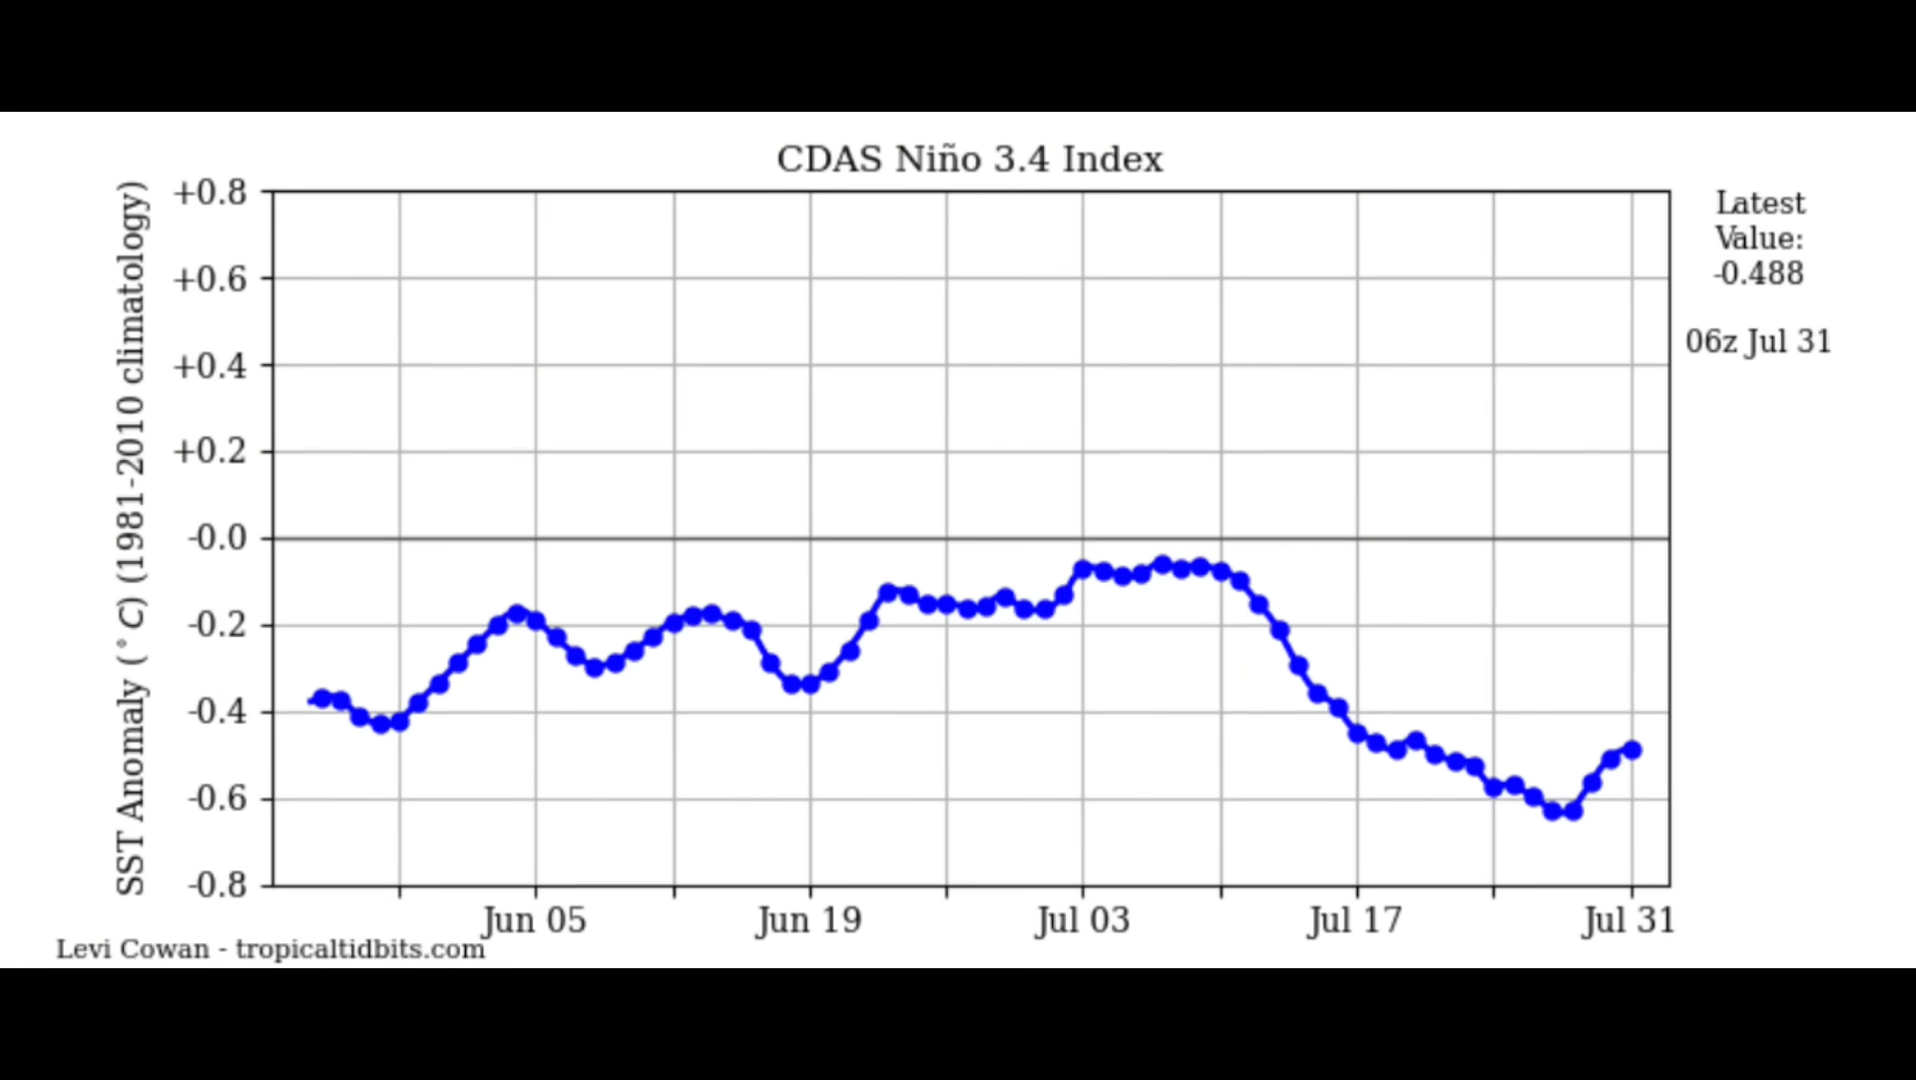 CDAS Niño 3.4 Index
SST Anomaly (°C) (1981-2010 climatology)
+0.8
+0.6
+0.4
+0.2
-0.0
-0.2
-0.4
-0.6
-0.8
Jun 05
Jun 19
Jul 03
Jul 17
Jul 31
Latest
Value:
-0.488
06z Jul 31
Levi Cowan - tropicaltidbits.com